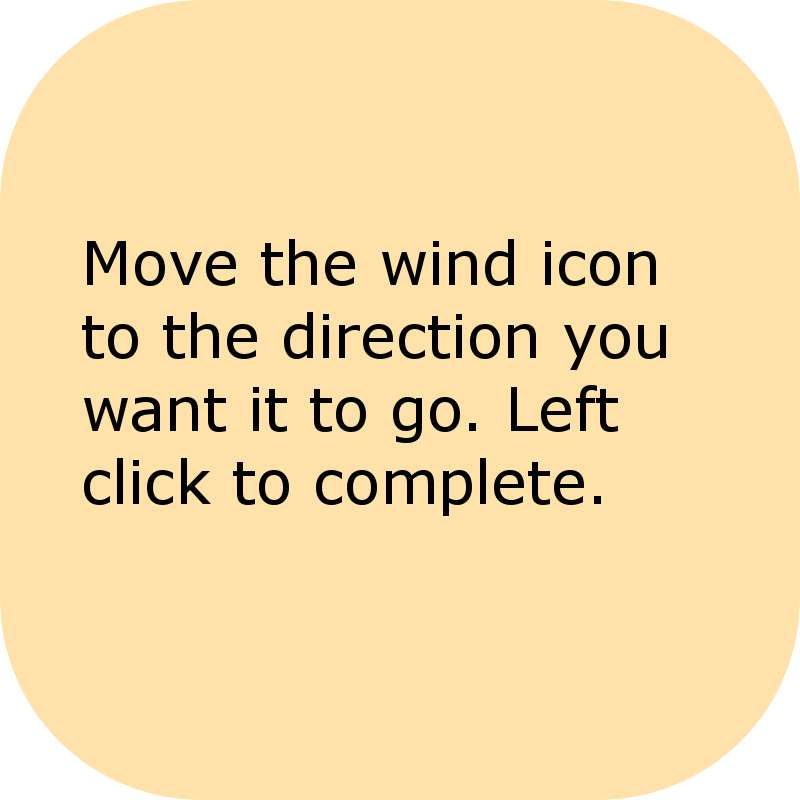 Move the wind icon
to the direction you
want it to go. Left
click to complete.